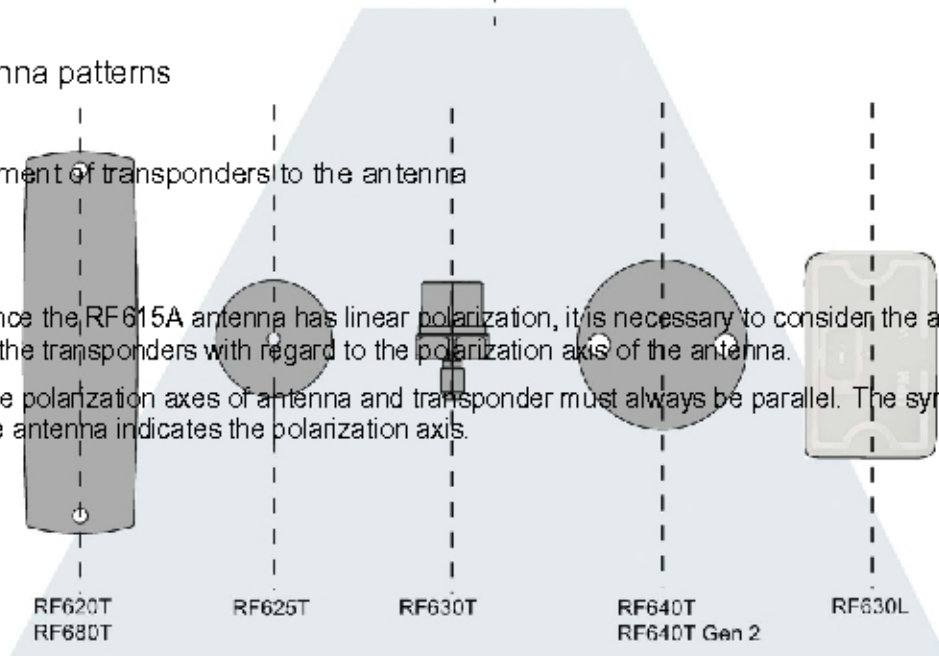 nna patterns
ment of transponders to the antenna
nce the RF615A antenna has linear polarization, it is necessary to consider the a
the transponders with regard to the polarization axis of the antenna.
e polarization axes of antenna and transponder must always be parallel. The sy
e antenna indicates the polarization axis.
RF620T RF625T RF630T RF640T RF630L
RF680T RF640T Gen 2